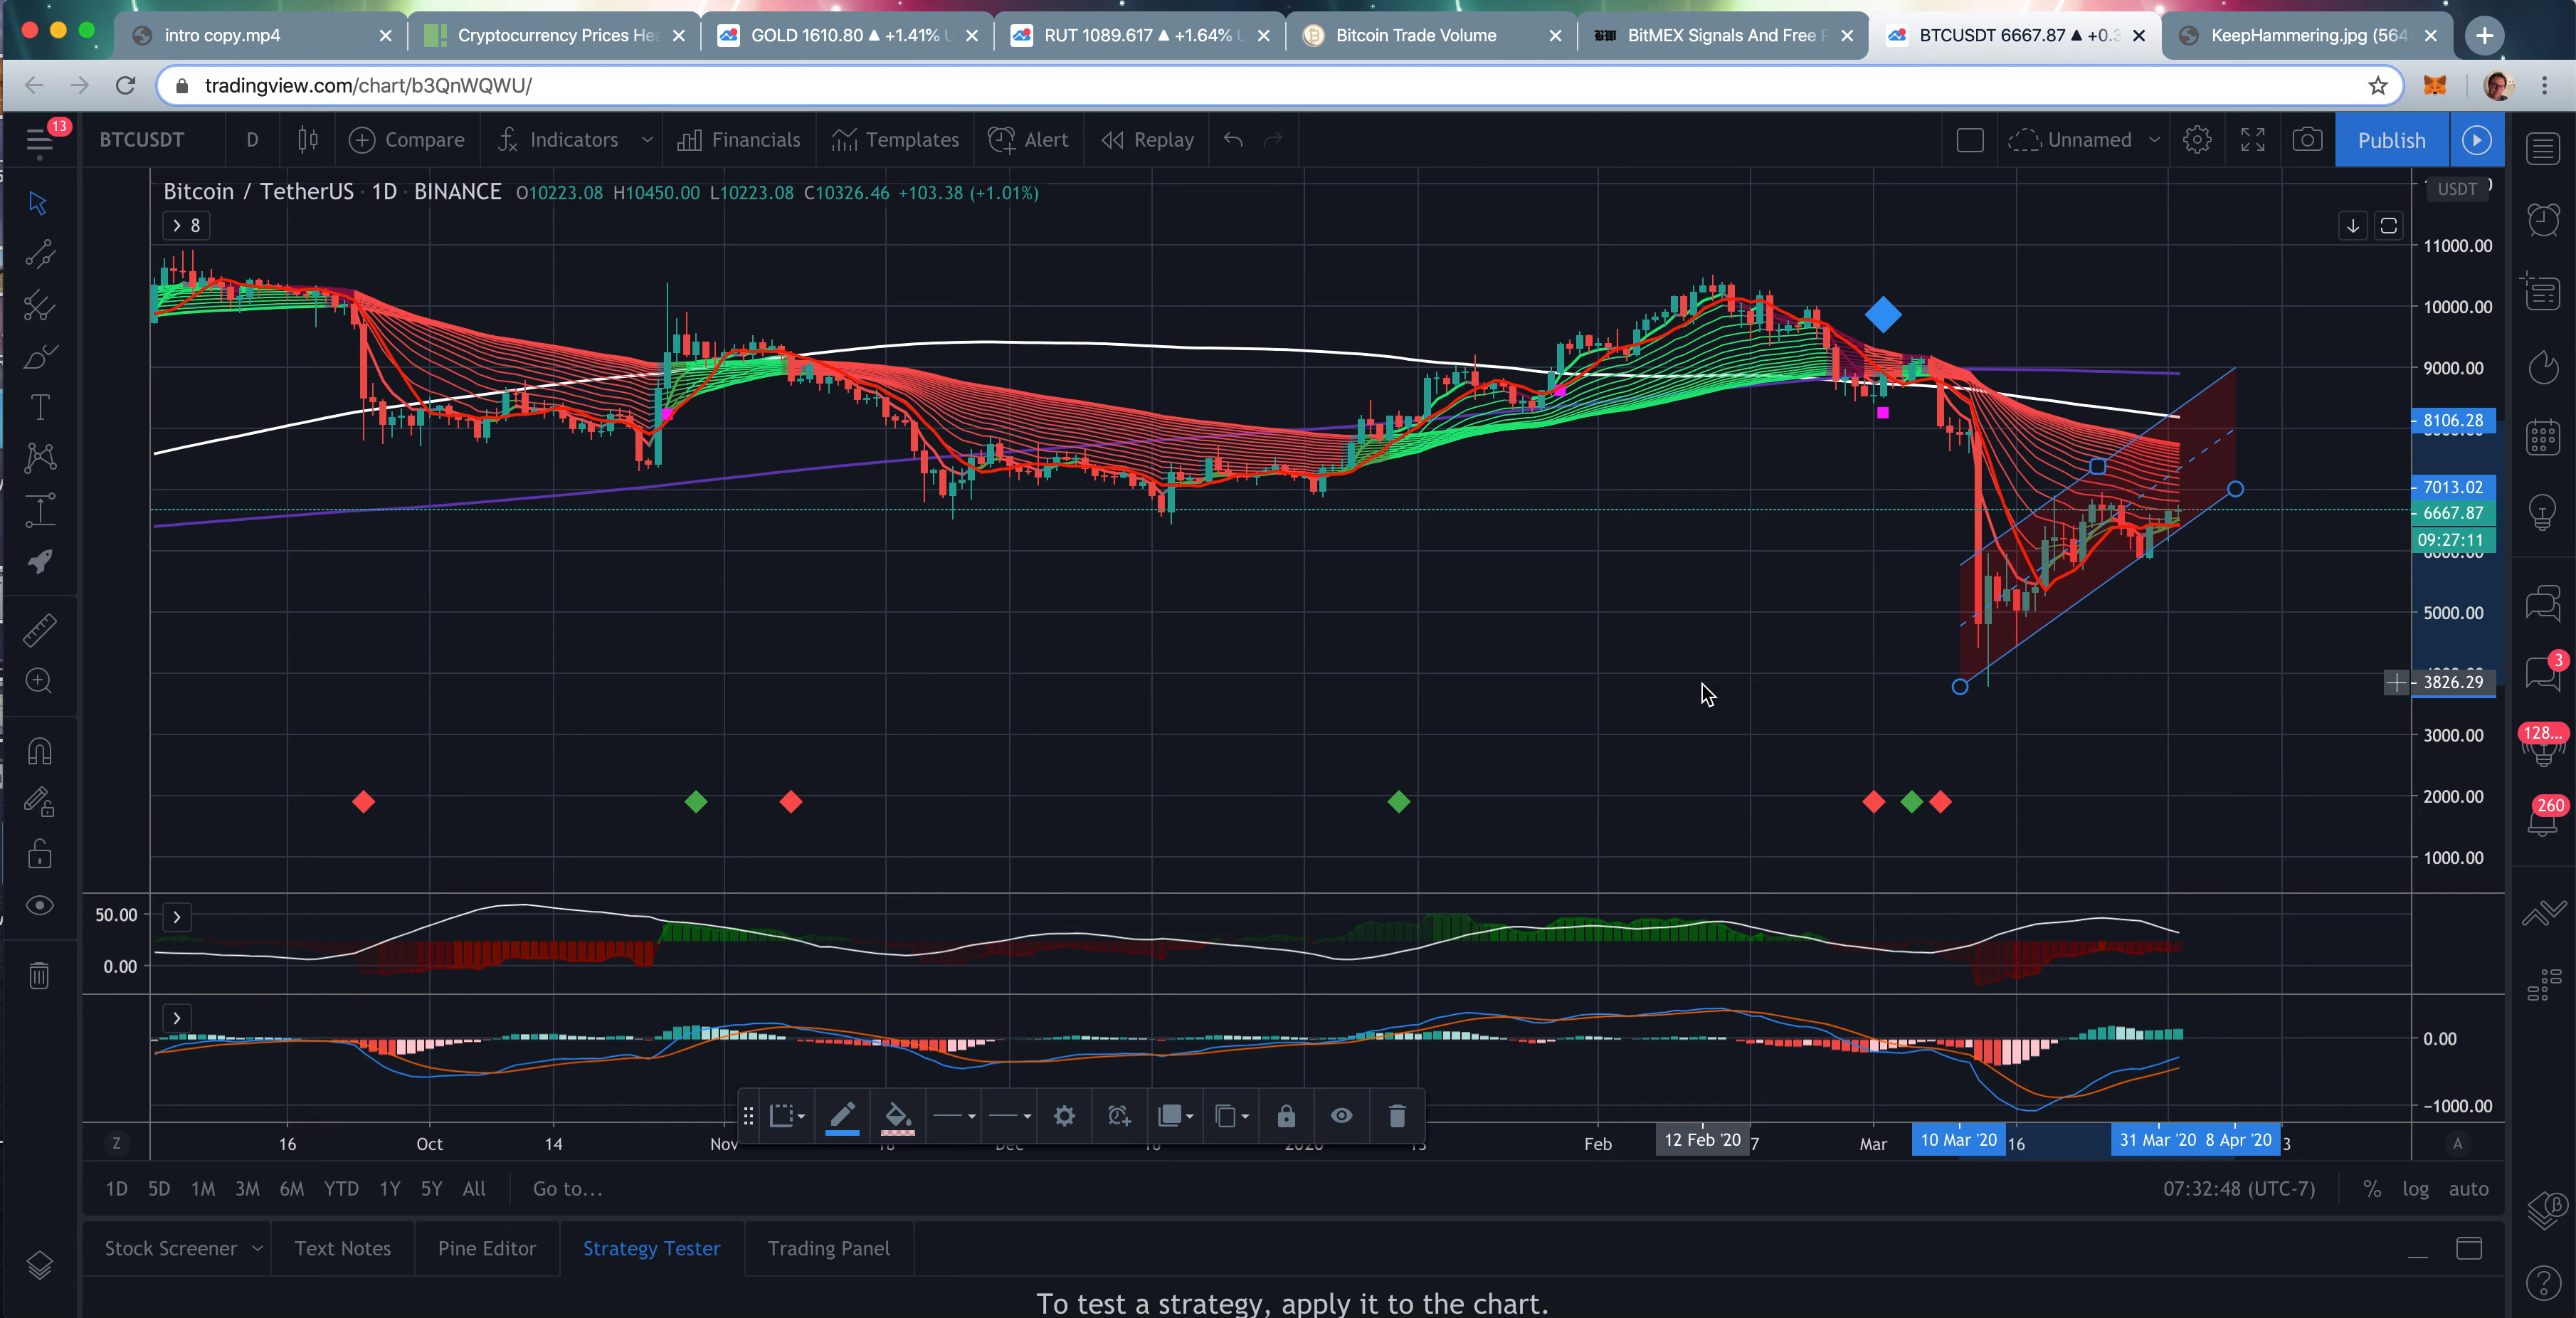 intro copy.mp4
Cryptocurrency Prices Hea
GOLD 1610.80 ▲ +1.41% U
RUT 1089.617 ▲ +1.64% U
Bitcoin Trade Volume
BitMEX Signals And Free F
BTCUSDT 6667.87 ▲ +0.3
KeepHammering.jpg (564
tradingview.com/chart/b3QnWQWU/
13
BTCUSDT
D
Compare
Indicators
Financials
Templates
Alert
Replay
Unnamed
Publish
Bitcoin / TetherUS · 1D · BINANCE O10223.08 H10450.00 L10223.08 C10326.46 +103.38 (+1.01%)
8
USDT
11000.00
10000.00
9000.00
8106.28
7013.02
6667.87
09:27:11
6000.00
5000.00
3826.29
3000.00
2000.00
1000.00
3
128...
260
50.00
0.00
0.00
-1000.00
Z
16
Oct
14
Nov
Feb
12 Feb '20
7
Mar
10 Mar '20
16
31 Mar '20
8 Apr '20
3
A
1D 5D 1M 3M 6M YTD 1Y 5Y All
Go to...
07:32:48 (UTC-7)
% log auto
Stock Screener
Text Notes
Pine Editor
Strategy Tester
Trading Panel
To test a strategy, apply it to the chart.